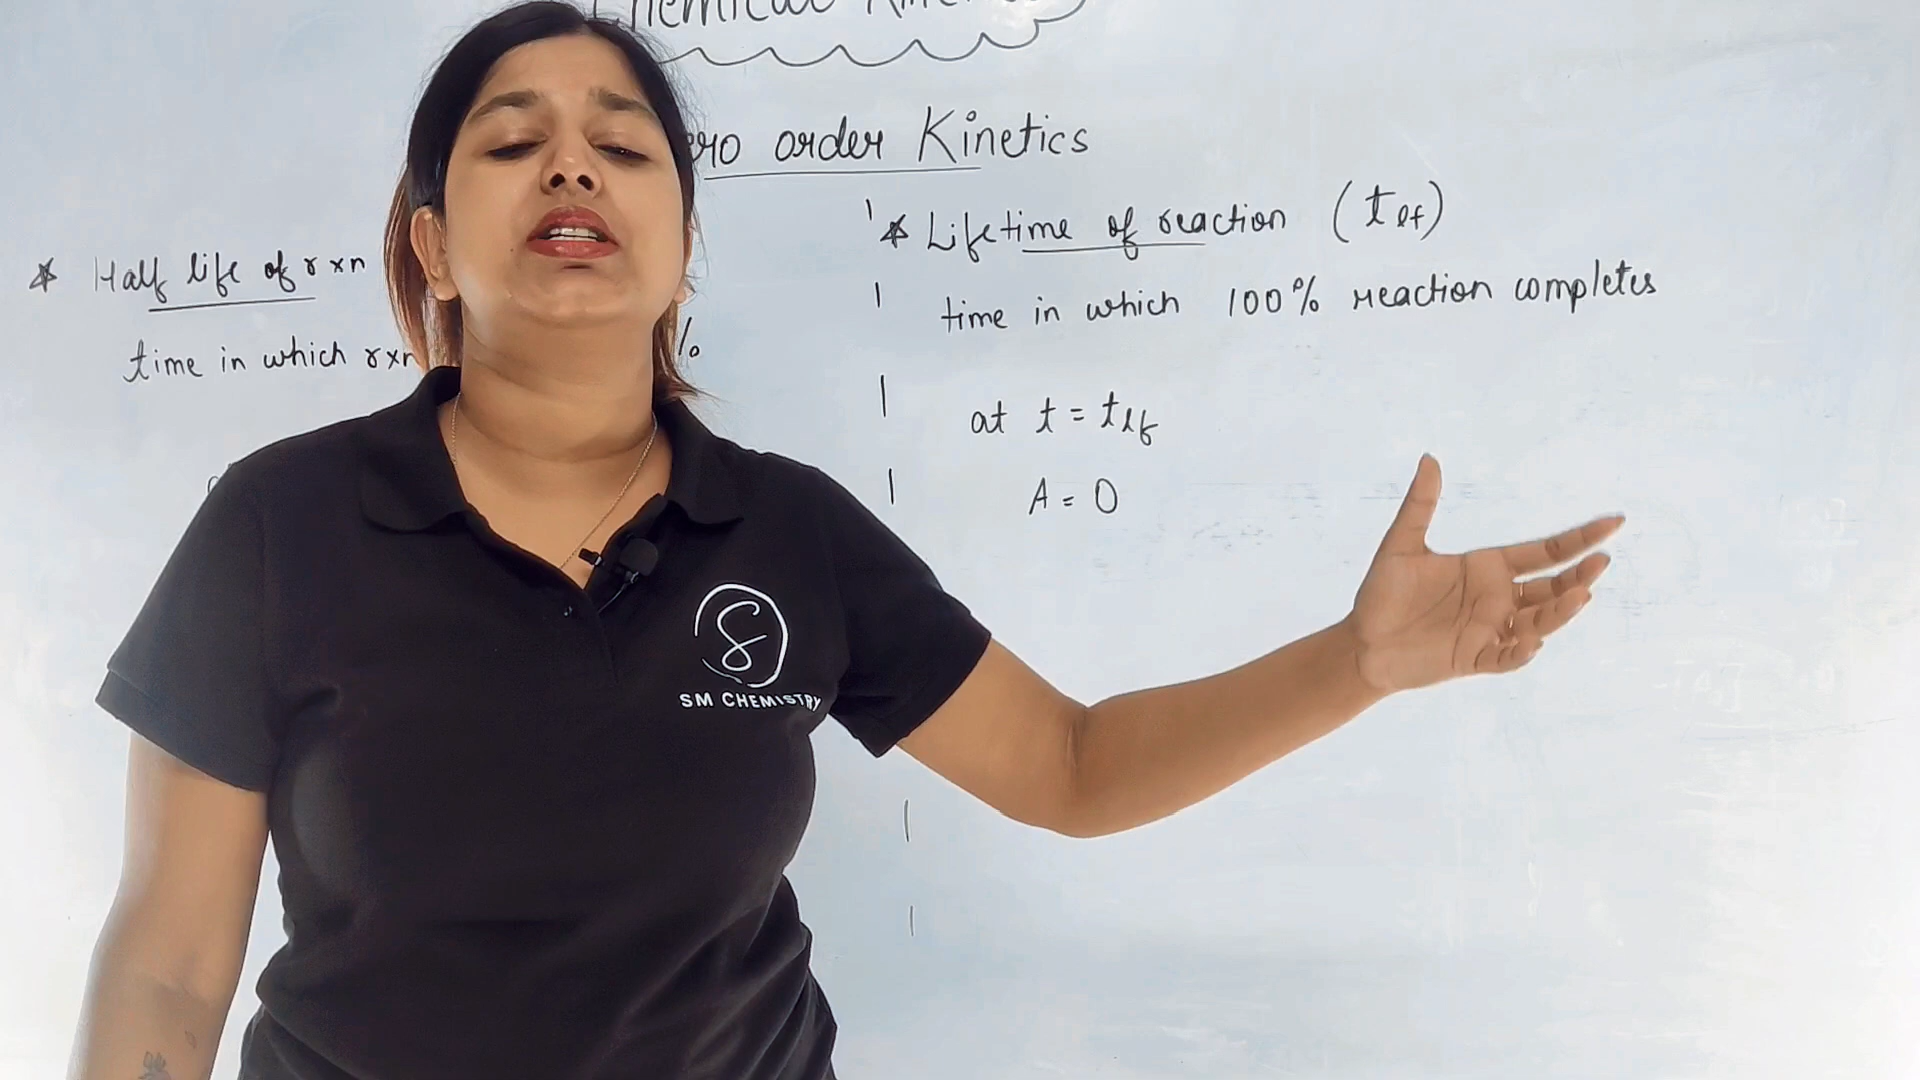 Chemical
order Kinetics
* Half life of rxn
time in which rxn %
* Lifetime of reaction (tlf)
time in which 100% reaction completes
at t = tlf
A = 0
S
SM CHEMISTRY